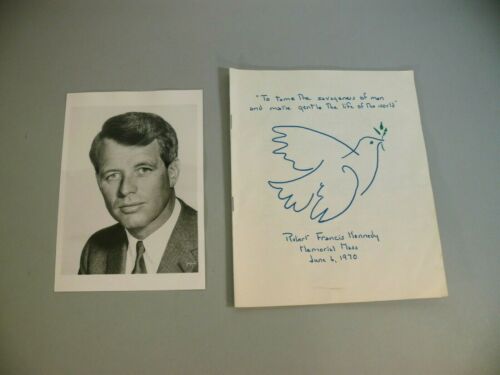 "To tame the savageness of man
and make gentle the life of the world"
Robert Francis Kennedy
Memorial Mass
June 6, 1970